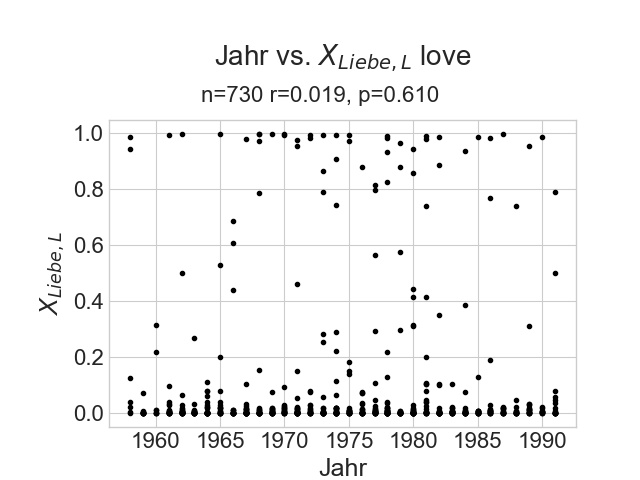 Jahr vs. X_{Liebe, L} love
n=730 r=0.019, p=0.610
1.0
0.8
0.6
0.4
0.2
0.0
X_{Liebe, L}
1960 1965 1970 1975 1980 1985 1990
Jahr